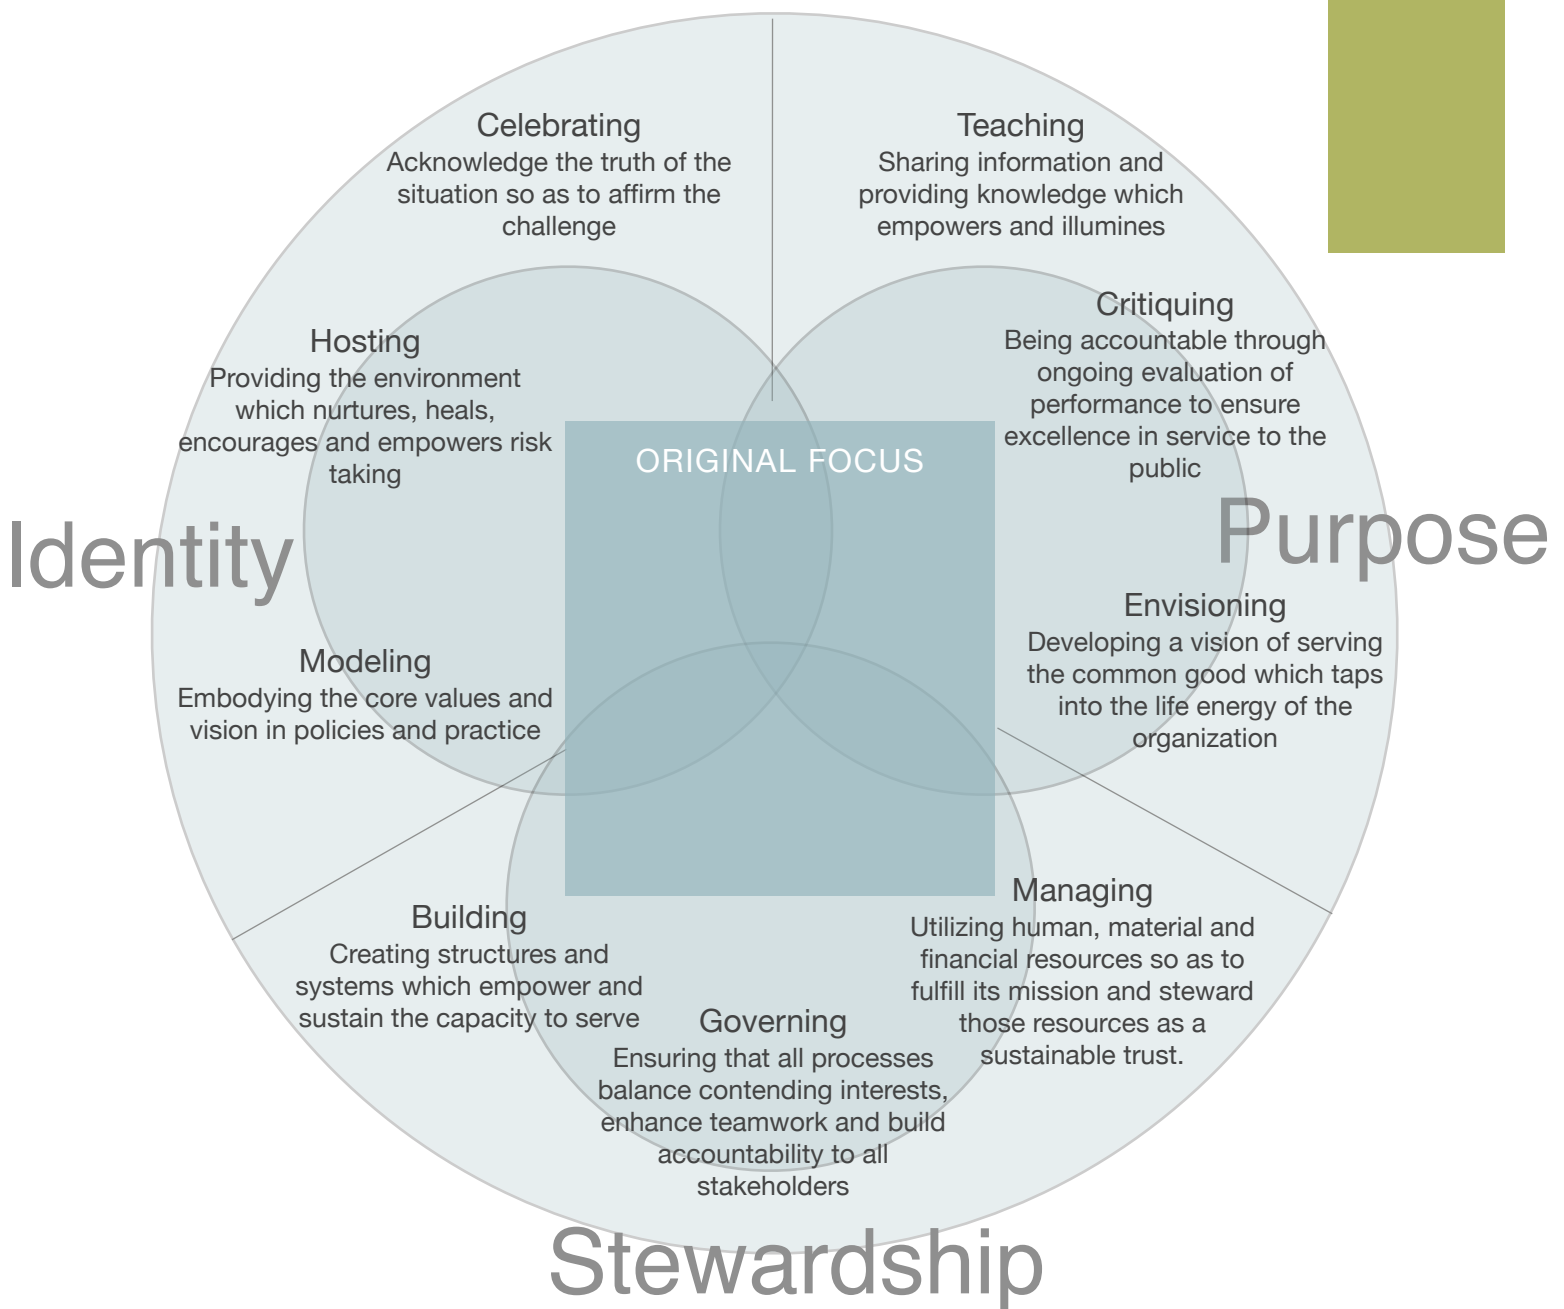 Celebrating
Acknowledge the truth of the
situation so as to affirm the
challenge
Teaching
Sharing information and
providing knowledge which
empowers and illumines
Hosting
Providing the environment
which nurtures, heals,
encourages and empowers risk
taking
Critiquing
Being accountable through
ongoing evaluation of
performance to ensure
excellence in service to the
public
ORIGINAL FOCUS
Identity
Purpose
Modeling
Embodying the core values and
vision in policies and practice
Envisioning
Developing a vision of serving
the common good which taps
into the life energy of the
organization
Building
Creating structures and
systems which empower and
sustain the capacity to serve
Governing
Ensuring that all processes
balance contending interests,
enhance teamwork and build
accountability to all
stakeholders
Managing
Utilizing human, material and
financial resources so as to
fulfill its mission and steward
those resources as a
sustainable trust.
Stewardship